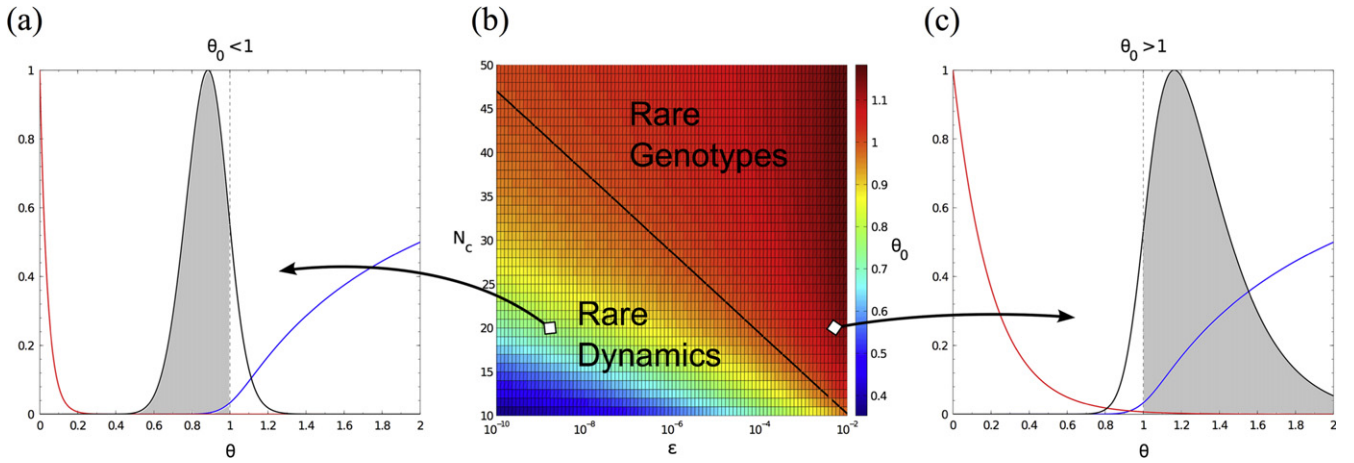 (a)
θ₀ <1
1
0.8
0.6
0.4
0.2
0
0 0.2 0.4 0.6 0.8 1 1.2 1.4 1.6 1.8 2
θ
(b)
50
45
40
35
30
25
20
15
10
N_c
Rare
Genotypes
Rare
Dynamics
10⁻¹⁰ 10⁻⁸ 10⁻⁶ 10⁻⁴ 10⁻²
ε
1.1
1
0.9
0.8
0.7
0.6
0.5
0.4
θ₀
(c)
θ₀ >1
1
0.8
0.6
0.4
0.2
0
0 0.2 0.4 0.6 0.8 1 1.2 1.4 1.6 1.8 2
θ